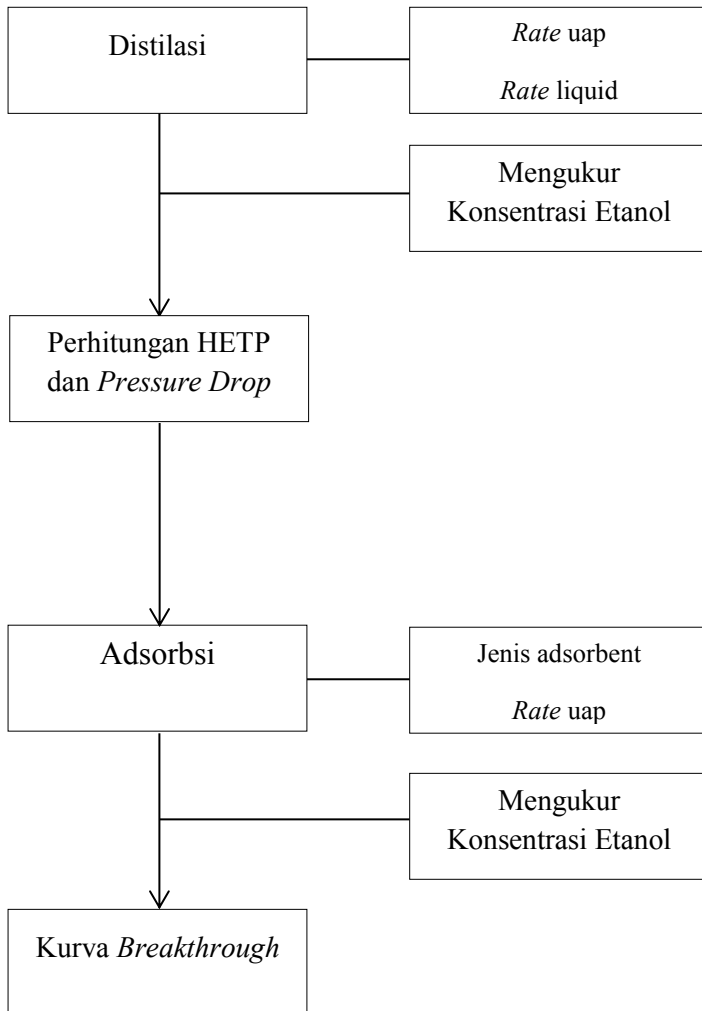 Distilasi
Rate uap
Rate liquid
Mengukur
Konsentrasi Etanol
Perhitungan HETP
dan Pressure Drop
Adsorbsi
Jenis adsorbent
Rate uap
Mengukur
Konsentrasi Etanol
Kurva Breakthrough